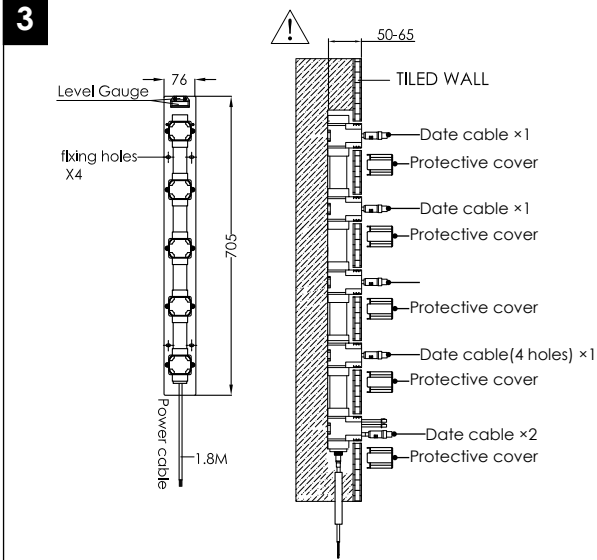 3
50-65
76
TILED WALL
Level Gauge
Date cable ×1
fixing holes
X4
Protective cover
Date cable ×1
Protective cover
705
Protective cover
Date cable(4 holes) ×1
Protective cover
Power cable
1.8M
Date cable ×2
Protective cover